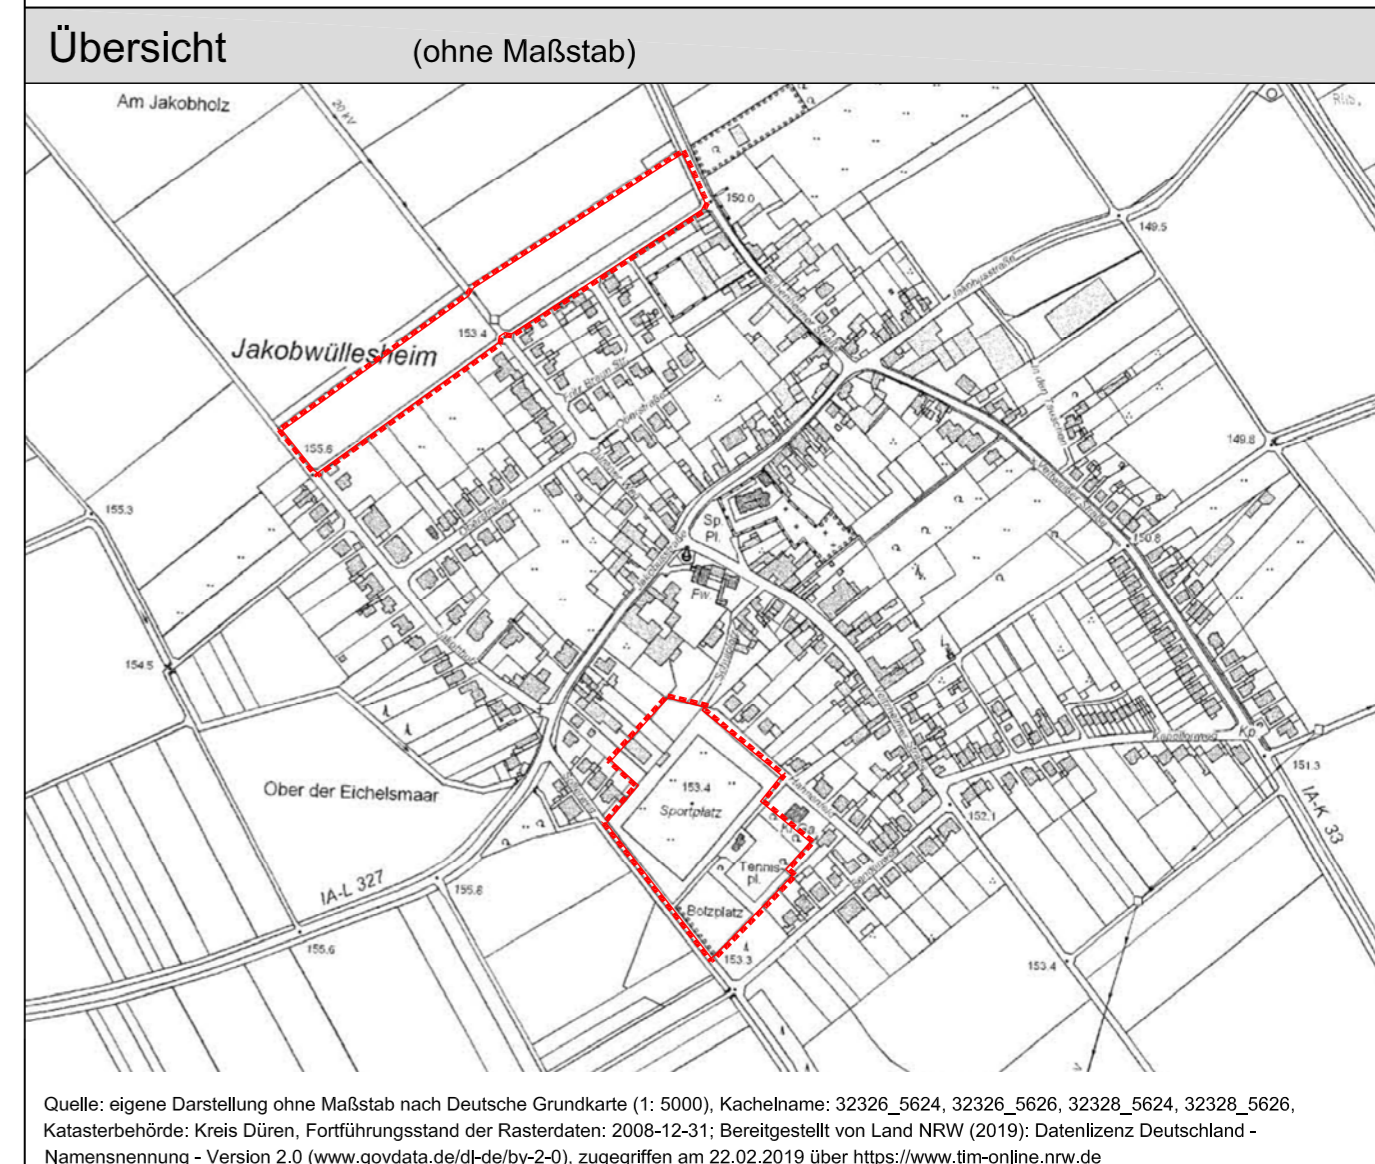 Übersicht (ohne Maßstab)
Am Jakobholz
20 kV
150.0
149.5
Jakobusstraße
153.4
Jakobwüllesheim
155.6
149.8
155.3
Sp.
Pl.
150.8
Fw.
154.5
Kapellenweg
Kp
151.3
IA-K 33
Ober der Eichelsmaar
153.4
Sportplatz
152.1
Tennis-
pl.
IA-L 327
155.8
Bolzplatz
155.6
153.3
153.4
Quelle: eigene Darstellung ohne Maßstab nach Deutsche Grundkarte (1: 5000), Kachelname: 32326_5624, 32326_5626, 32328_5624, 32328_5626,
Katasterbehörde: Kreis Düren, Fortführungsstand der Rasterdaten: 2008-12-31; Bereitgestellt von Land NRW (2019): Datenlizenz Deutschland -
Namensnennung - Version 2.0 (www.govdata.de/dl-de/by-2-0), zugegriffen am 22.02.2019 über https://www.tim-online.nrw.de